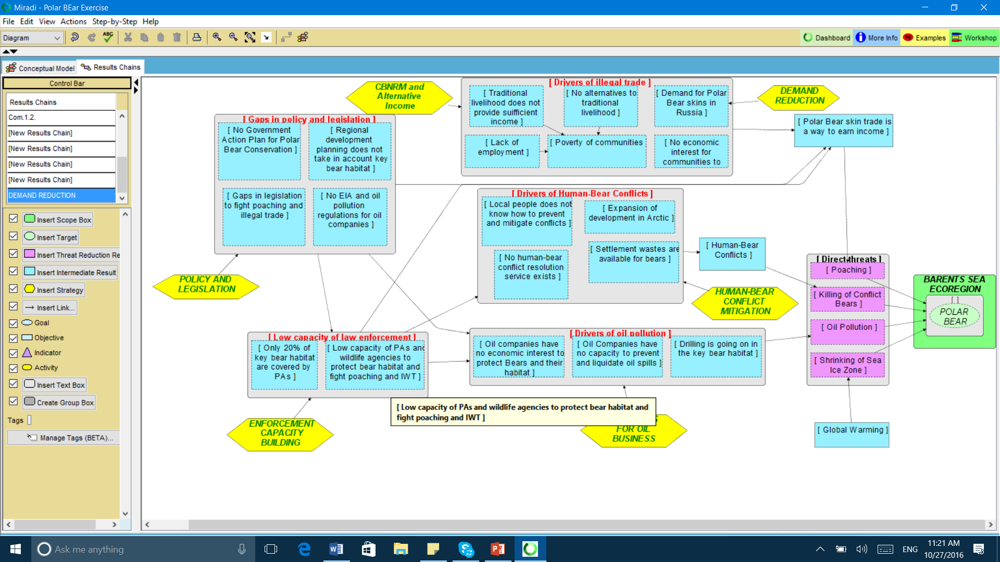 Miradi - Polar BEar Exercise
File Edit View Actions Step-by-Step Help
Diagram
ABC
Dashboard
More Info
eg Examples
Workshop
Conceptual Model
Results Chains
Control Bar
Results Chains
Com.1.2.
[New Results Chain]
[New Results Chain]
[New Results Chain]
[New Results Chain]
DEMAND REDUCTION
Insert Scope Box
Insert Target
Insert Threat Reduction Re
Insert Intermediate Result
Insert Strategy
Insert Link...
Goal
Objective
Indicator
Activity
Insert Text Box
Create Group Box
Tags
Manage Tags (BETA)...
CBNRM and
Alternative
Income
[ Drivers of illegal trade ]
[ Traditional
livelihood does not
provide suifficient
income ]
[ No alternatives to
traditional
livelihood ]
[ Demand for Polar
Bear skins in
Russia ]
[ Lack of
employment ]
[ Poverty of communities ]
[ No economic
interest for
communities to
DEMAND
REDUCTION
[ Polar Bear skin trade is
a way to earn income ]
[ Gaps in policy and legislation ]
[ No Government
Action Plan for Polar
Bear Conservation ]
[ Regional
development
planning does not
take in account key
bear habitat ]
[ Gaps in legislation
to fight poaching and
illegal trade ]
[ No EIA and oil
pollution
regulations for oil
companies ]
POLICY AND
LEGISLATION
[ Drivers of Human-Bear Conflicts ]
[ Local people does not
know how to prevent
and mitigate conflicts ]
[ Expansion of
development in Arctic ]
[ No human-bear
conflict resolution
service exists ]
[ Settlement wastes are
available for bears ]
[ Human-Bear
Conflicts ]
HUMAN-BEAR
CONFLICT
MITIGATION
[ Direct threats ]
[ Poaching ]
[ Killing of Conflict
Bears ]
[ Oil Pollution ]
[ Shrinking of Sea
Ice Zone ]
BARENTS SEA
ECOREGION
[ ]
POLAR
BEAR
[ Low capacity of law enforcement ]
[ Only 20% of
key bear habitat
are covered by
PAs ]
[ Low capacity of PAs and
wildlife agencies to
protect bear habitat and
fight poaching and IWT ]
[ Drivers of oil pollution ]
[ Oil companies have
no economic interest to
protect Bears and their
habitat ]
[ Oil Companies have
no capacity to prevent
and liquidate oil spills ]
[ Drilling is going on in
the key bear habitat ]
[ Low capacity of PAs and wildlife agencies to protect bear habitat and
fight poaching and IWT ]
ENFORCEMENT
CAPACITY
BUILDING
FOR OIL
BUSINESS
[ Global Warming ]
Ask me anything
ENG
11:21 AM
10/27/2016